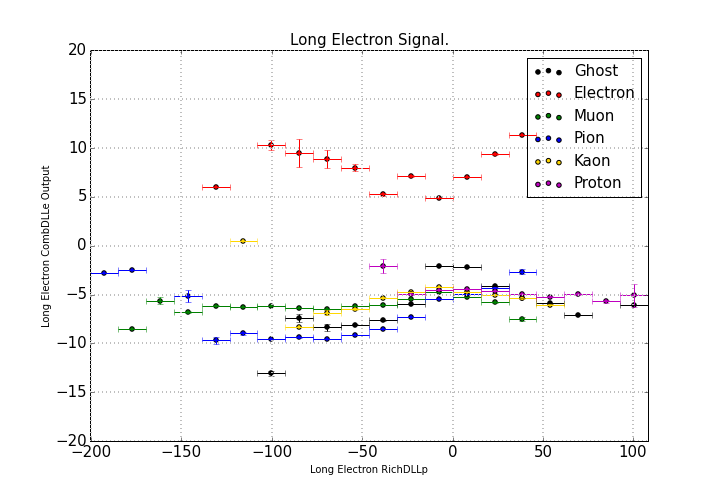 Long Electron Signal.
20
15
10
5
0
−5
−10
−15
−20
Long Electron CombDLLe Output
Ghost
Electron
Muon
Pion
Kaon
Proton
−200
−150
−100
−50
0
50
100
Long Electron RichDLLp